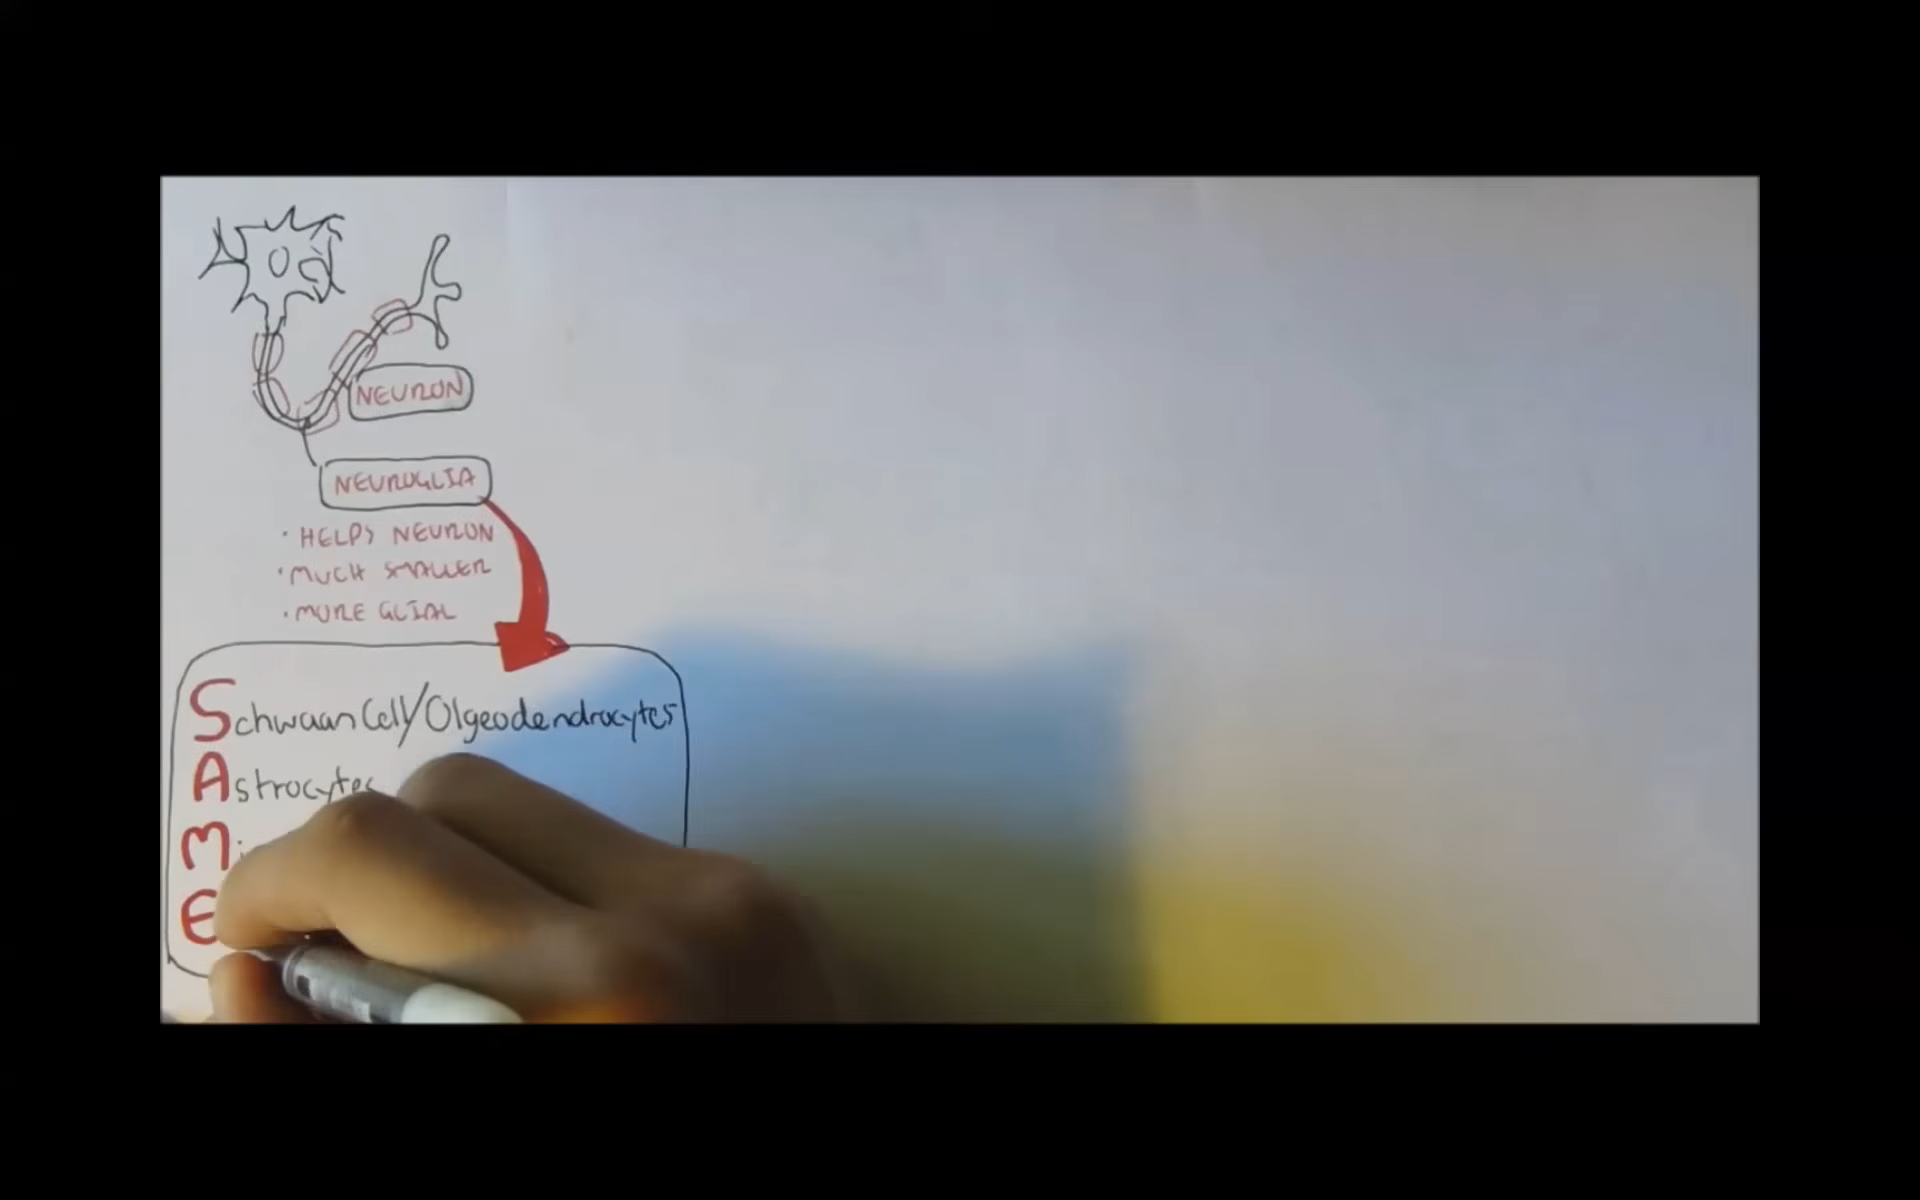 NEURON
NEUROGLIA
· HELPS NEURON
· MUCH SMALLER
· MORE GLIAL
Schwaan Cell/Olgeodendrocytes
Astrocytes
M
E